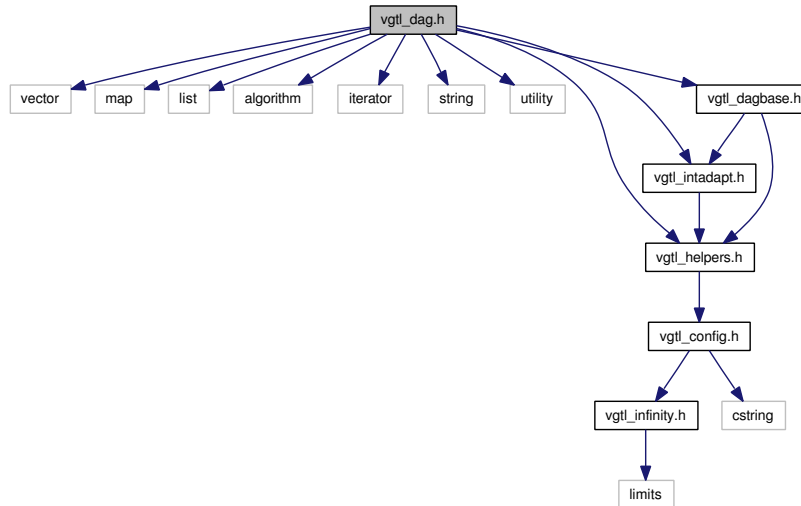 vgtl_dag.h
vector
map
list
algorithm
iterator
string
utility
vgtl_dagbase.h
vgtl_intadapt.h
vgtl_helpers.h
vgtl_config.h
vgtl_infinity.h
cstring
limits